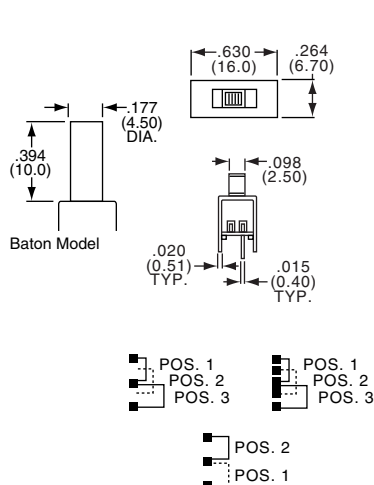 .630
(16.0)
.264
(6.70)
.177
(4.50)
DIA.
.394
(10.0)
.098
(2.50)
Baton Model
.020
(0.51)
TYP.
.015
(0.40)
TYP.
POS. 1
POS. 2
POS. 3
POS. 1
POS. 2
POS. 3
POS. 2
POS. 1